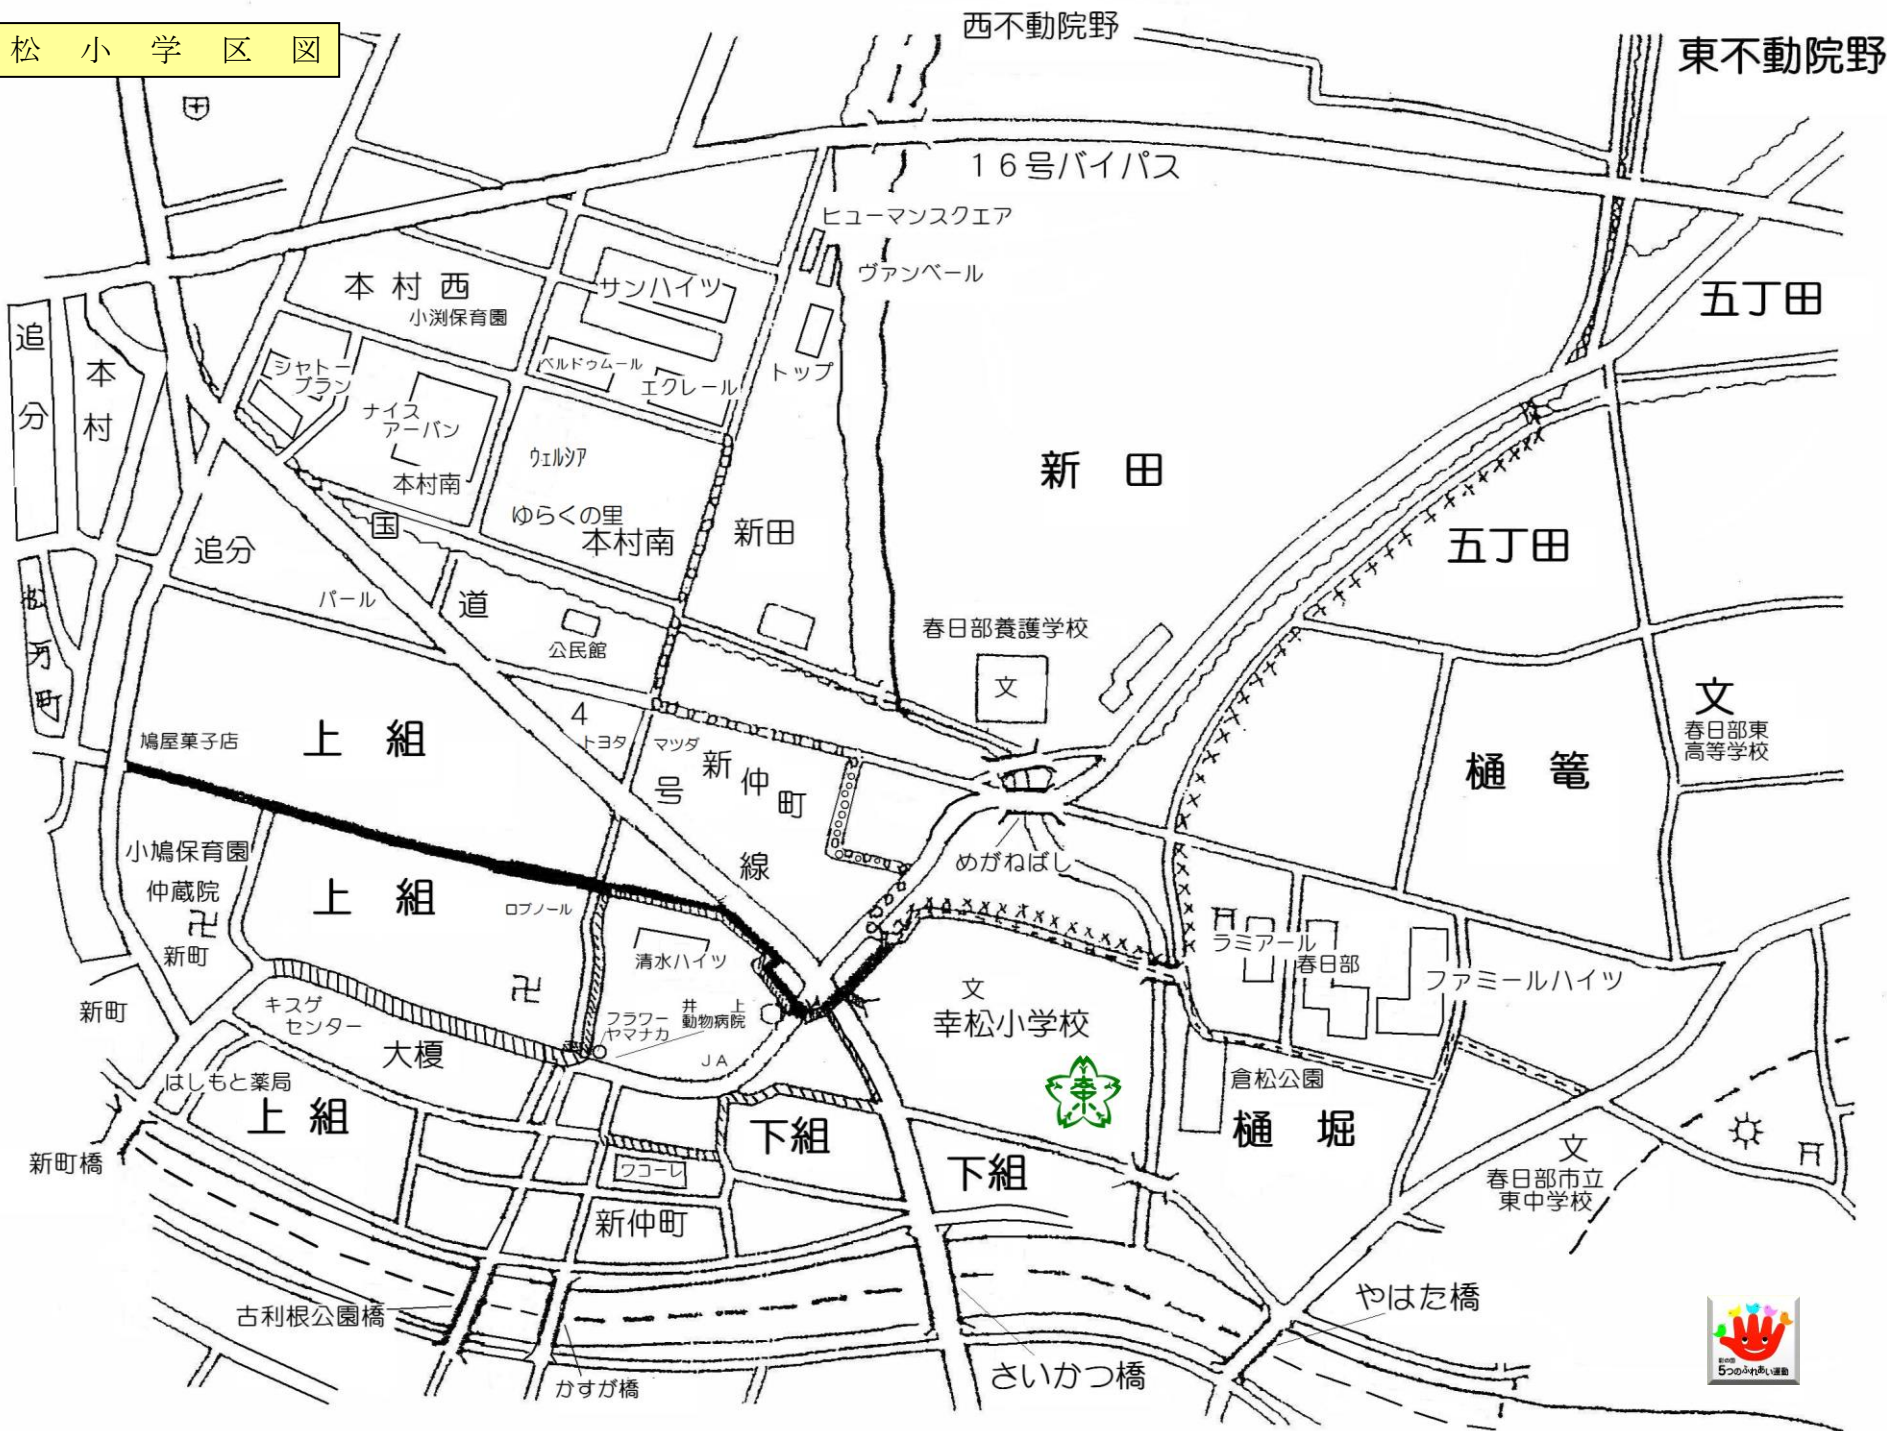 松小学区図
西不動院野
東不動院野
16号バイパス
ヒューマンスクエア
ヴァンベール
本村西
小渕保育園
サンハイツ
五丁田
追分
本村
シャトー
ブラン
ベルドゥムール
エクレール
トップ
ナイス
アーバン
本村南
ウェルシア
ゆらくの里
本村南
新田
新田
国
道
4
号
線
追分
パール
公民館
五丁田
春日部養護学校
文
文
春日部東
高等学校
樋篭
鳩屋菓子店
上組
トヨタ
マツダ
新仲町
めがねばし
小鳩保育園
仲蔵院
卍
新町
上組
ロブノール
清水ハイツ
卍
ラミアール
春日部
ファミールハイツ
新町
キスゲ
センター
大榎
フラワー
ヤマナカ
井上
動物病院
JA
文
幸松小学校
幸
倉松公園
はしもと薬局
上組
下組
樋堀
新町橋
ワコーレ
下組
文
春日部市立
東中学校
新仲町
古利根公園橋
かすが橋
さいかつ橋
やはた橋
5つのふれあい運動